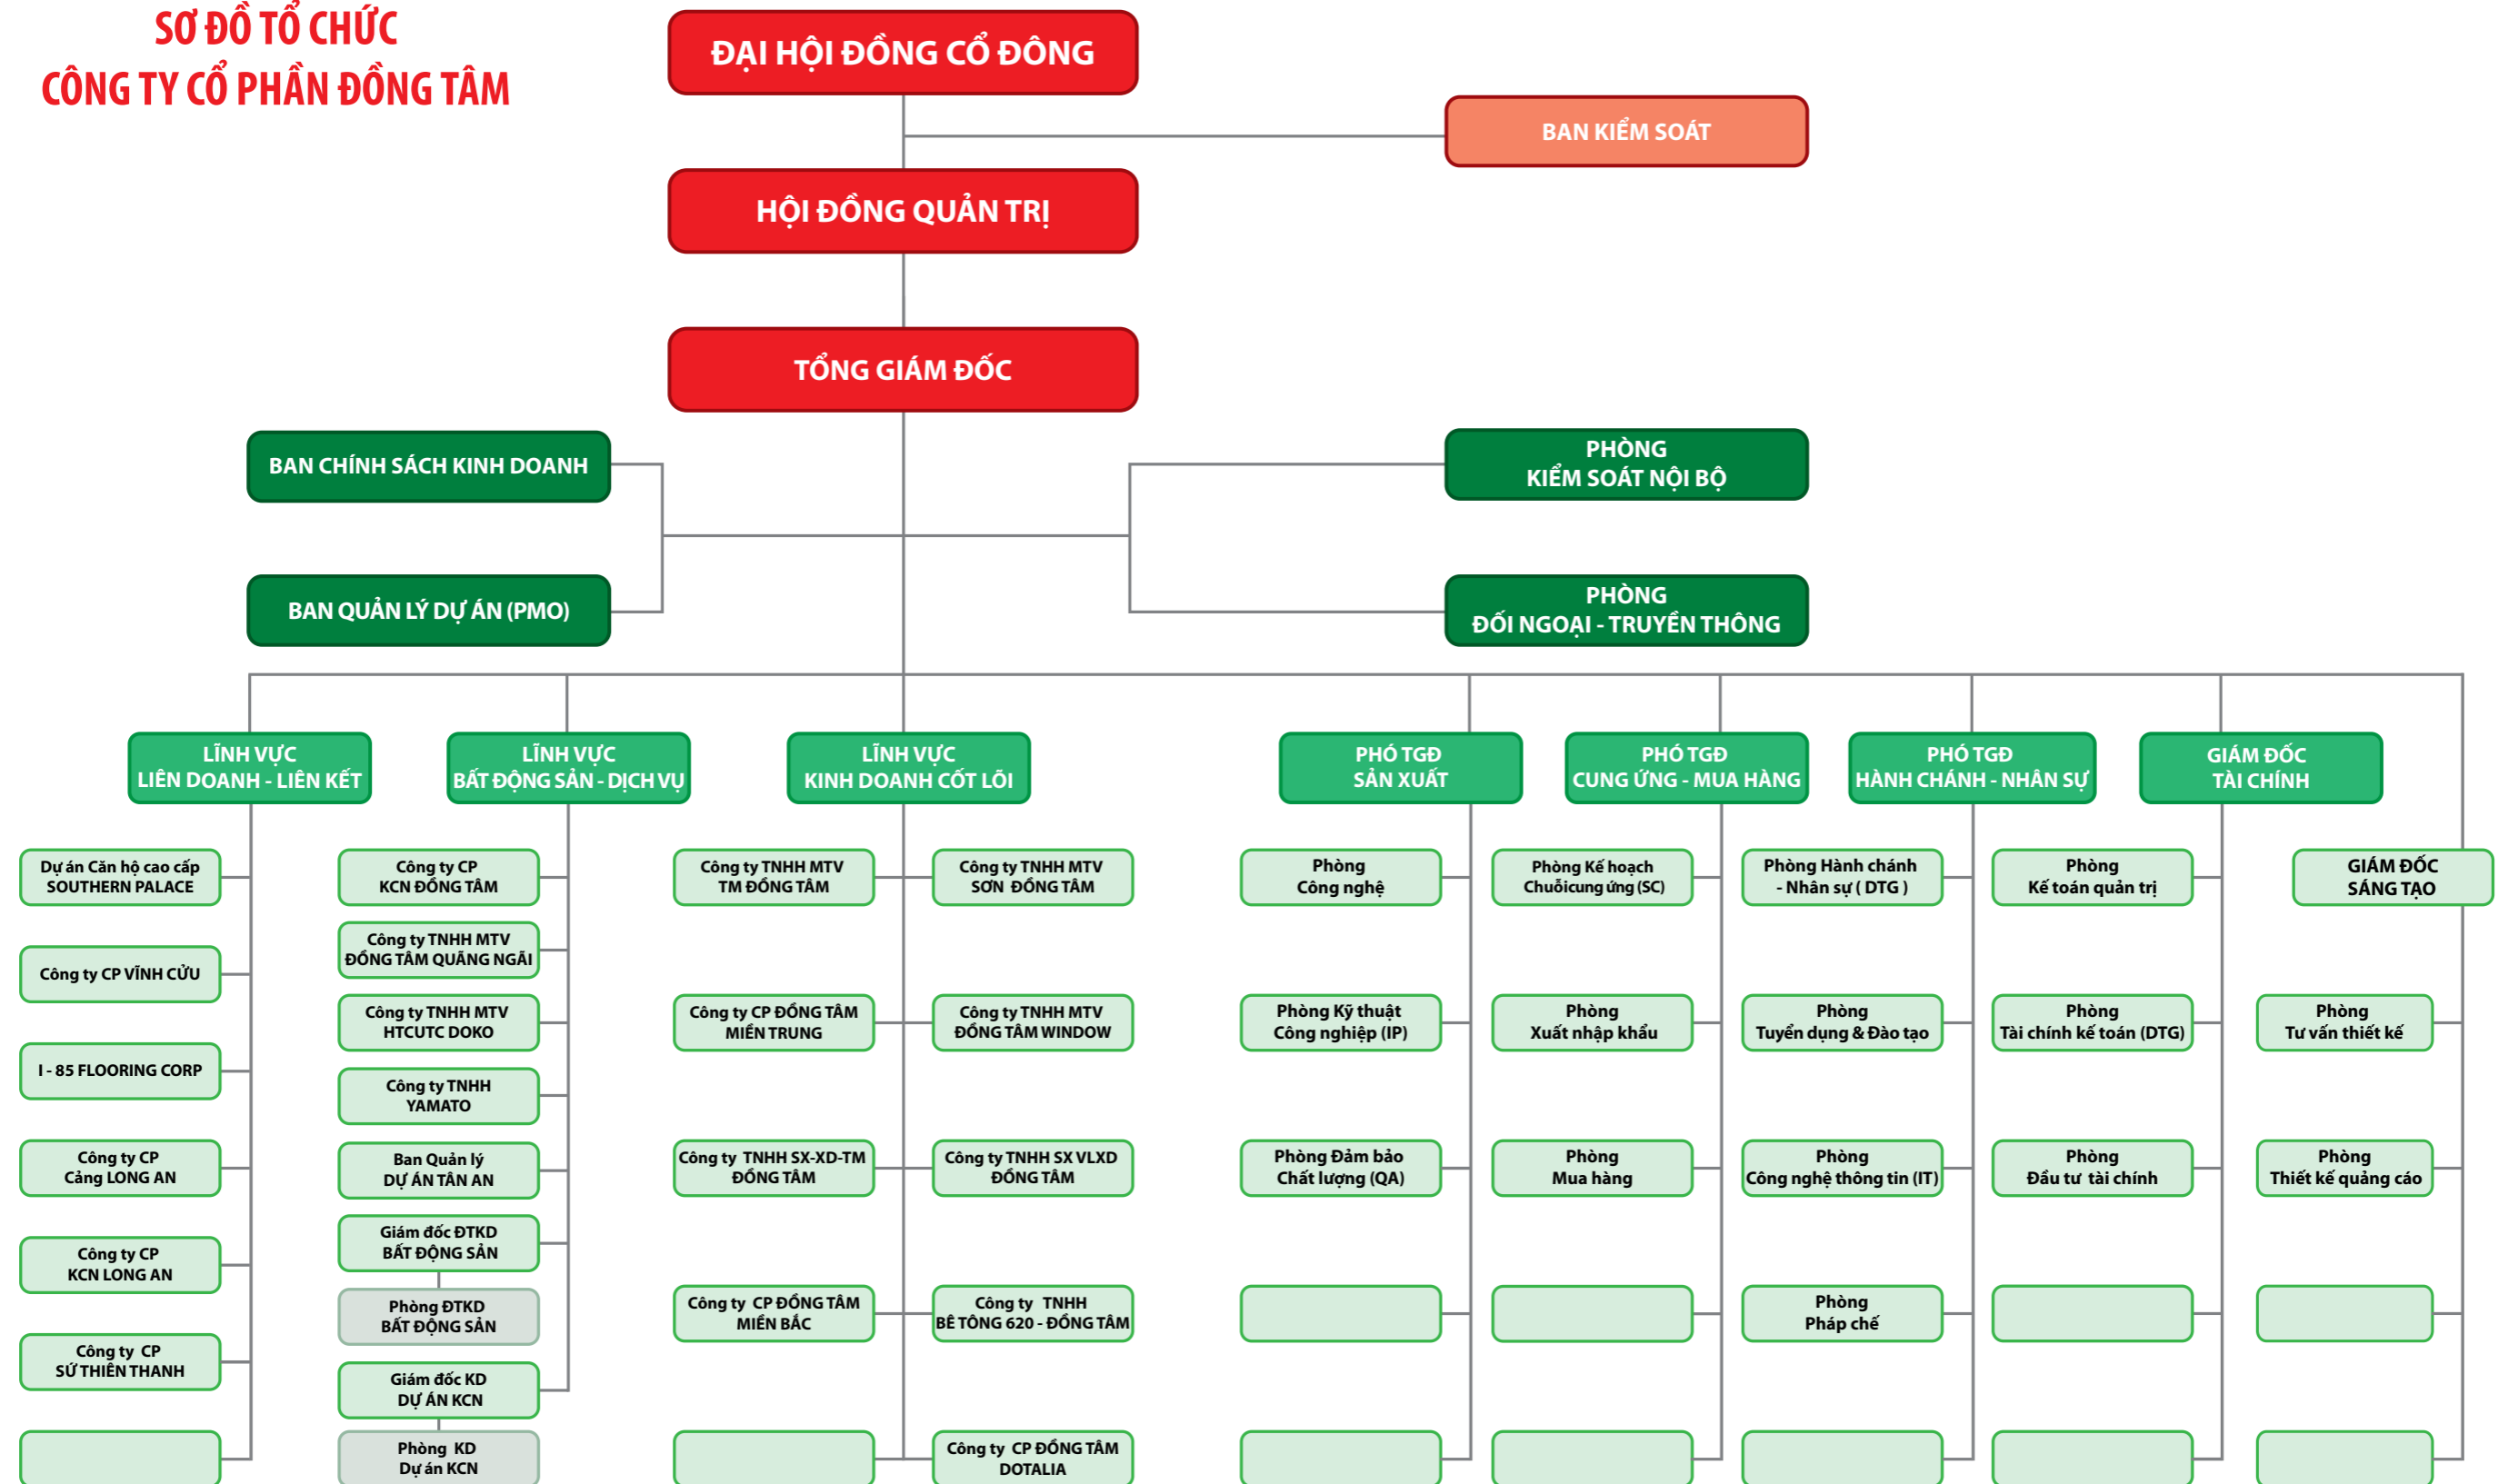 SƠ ĐỒ TỔ CHỨC
CÔNG TY CỔ PHẦN ĐỒNG TÂM
ĐẠI HỘI ĐỒNG CỔ ĐÔNG
BAN KIỂM SOÁT
HỘI ĐỒNG QUẢN TRỊ
TỔNG GIÁM ĐỐC
BAN CHÍNH SÁCH KINH DOANH
PHÒNG
KIỂM SOÁT NỘI BỘ
BAN QUẢN LÝ DỰ ÁN (PMO)
PHÒNG
ĐỐI NGOẠI - TRUYỀN THÔNG
LĨNH VỰC
LIÊN DOANH - LIÊN KẾT
LĨNH VỰC
BẤT ĐỘNG SẢN - DỊCH VỤ
LĨNH VỰC
KINH DOANH CỐT LÕI
PHÓ TGĐ
SẢN XUẤT
PHÓ TGĐ
CUNG ỨNG - MUA HÀNG
PHÓ TGĐ
HÀNH CHÁNH - NHÂN SỰ
GIÁM ĐỐC
TÀI CHÍNH
Dự án Căn hộ cao cấp
SOUTHERN PALACE
Công ty CP VĨNH CỬU
I - 85 FLOORING CORP
Công ty CP
Cảng LONG AN
Công ty CP
KCN LONG AN
Công ty CP
SỨ THIÊN THANH
Công ty CP
KCN ĐỒNG TÂM
Công ty TNHH MTV
ĐỒNG TÂM QUÃNG NGÃI
Công ty TNHH MTV
HTCUTC DOKO
Công ty TNHH
YAMATO
Ban Quản lý
DỰ ÁN TÂN AN
Giám đốc ĐTKD
BẤT ĐỘNG SẢN
Phòng ĐTKD
BẤT ĐỘNG SẢN
Giám đốc KD
DỰ ÁN KCN
Phòng KD
Dự án KCN
Công ty TNHH MTV
TM ĐỒNG TÂM
Công ty CP ĐỒNG TÂM
MIỀN TRUNG
Công ty TNHH SX-XD-TM
ĐỒNG TÂM
Công ty CP ĐỒNG TÂM
MIỀN BẮC
Công ty TNHH MTV
SƠN ĐỒNG TÂM
Công ty TNHH MTV
ĐỒNG TÂM WINDOW
Công ty TNHH SX VLXD
ĐỒNG TÂM
Công ty TNHH
BÊ TÔNG 620 - ĐỒNG TÂM
Công ty CP ĐỒNG TÂM
DOTALIA
Phòng
Công nghệ
Phòng Kỹ thuật
Công nghiệp (IP)
Phòng Đảm bảo
Chất lượng (QA)
Phòng Kế hoạch
Chuỗicung ứng (SC)
Phòng
Xuất nhập khẩu
Phòng
Mua hàng
Phòng Hành chánh
- Nhân sự ( DTG )
Phòng
Tuyển dụng & Đào tạo
Phòng
Công nghệ thông tin (IT)
Phòng
Pháp chế
Phòng
Kế toán quản trị
Phòng
Tài chính kế toán (DTG)
Phòng
Đầu tư tài chính
GIÁM ĐỐC
SÁNG TẠO
Phòng
Tư vấn thiết kế
Phòng
Thiết kế quảng cáo